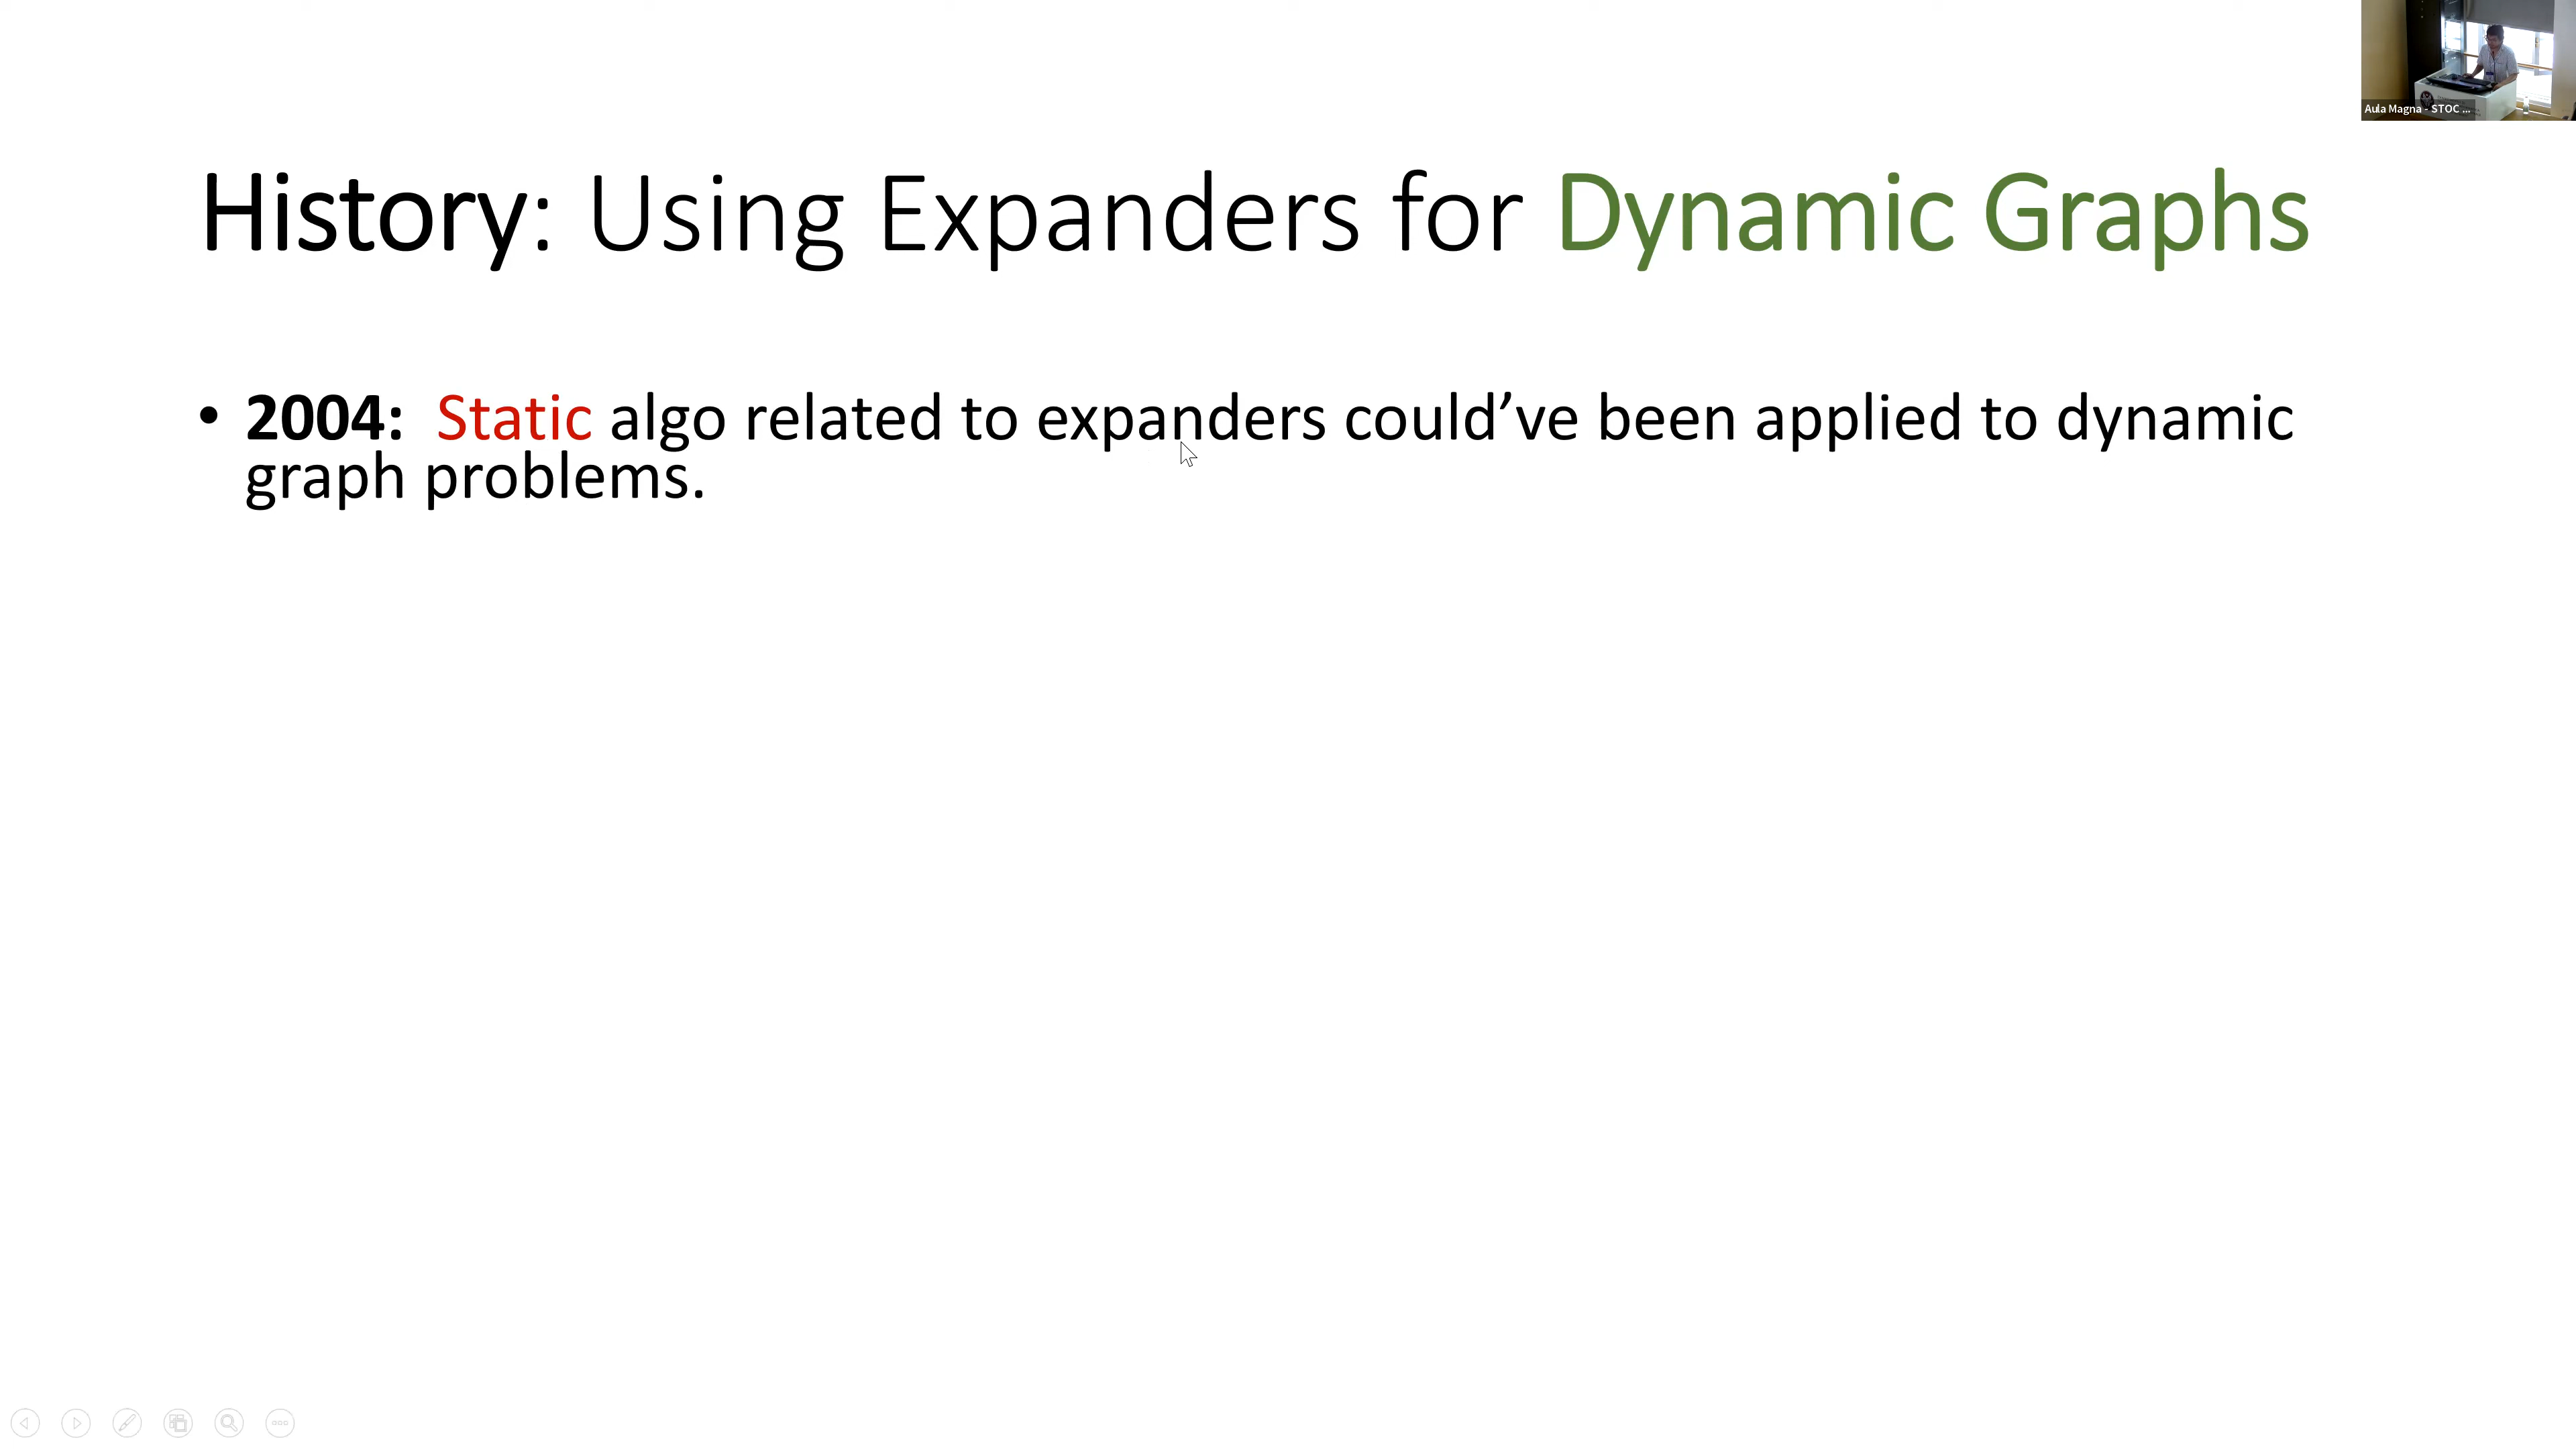 Aula Magna - STOC ...
History: Using Expanders for Dynamic Graphs
• 2004: Static algo related to expanders could’ve been applied to dynamic
graph problems.